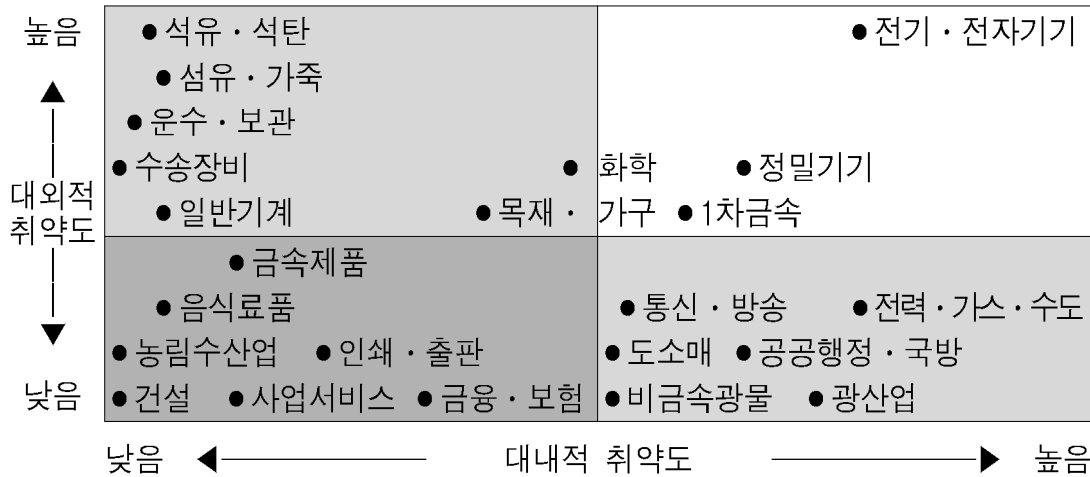 높음 ● 석유 · 석탄 ● 전기 · 전자기기
● 섬유 · 가죽
● 운수 · 보관
● 수송장비 ● 화학 ● 정밀기기
대외적
취약도
● 일반기계 ● 목재 · 가구 ● 1차금속
● 금속제품
● 음식료품 ● 통신 · 방송 ● 전력 · 가스 · 수도
● 농림수산업 ● 인쇄 · 출판 ● 도소매 ● 공공행정 · 국방
낮음 ● 건설 ● 사업서비스 ● 금융 · 보험 ● 비금속광물 ● 광산업
낮음 대내적 취약도 높음